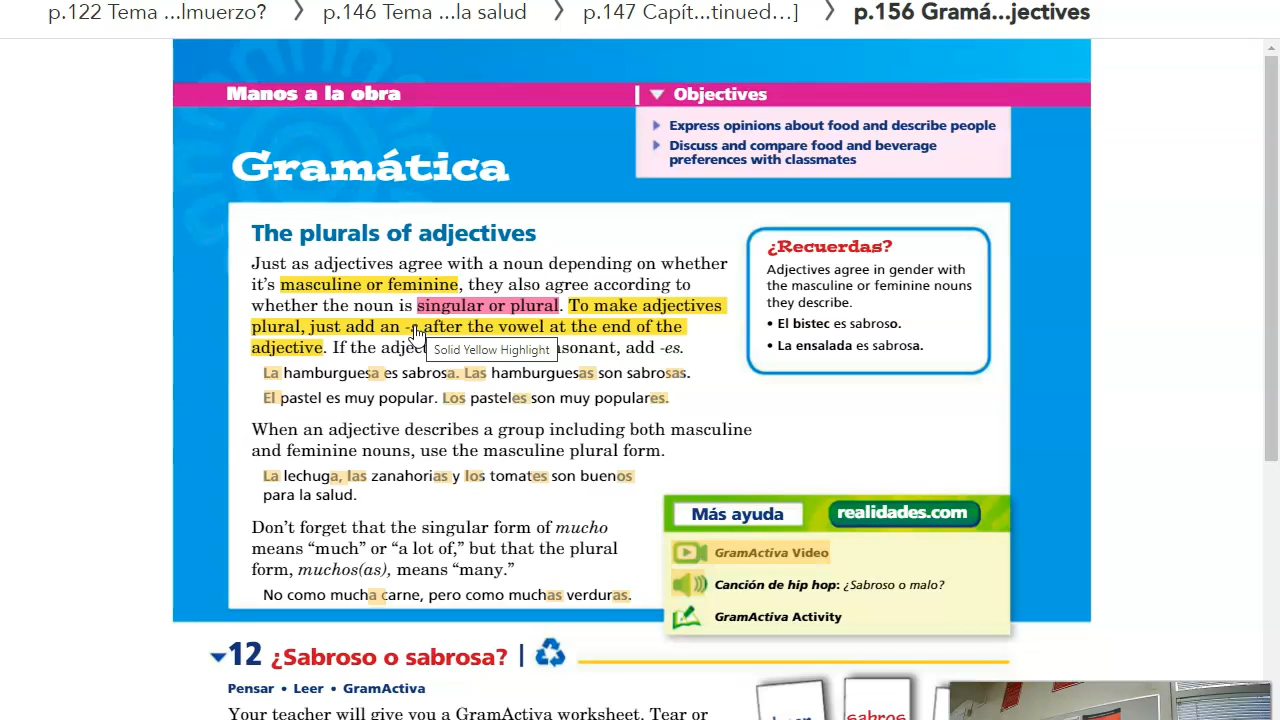 p.122 Tema ...lmuerzo? > p.146 Tema ...la salud > p.147 Capít...tinued...] > p.156 Gramá...jectives
Manos a la obra
Objectives
Express opinions about food and describe people
Discuss and compare food and beverage
preferences with classmates
Gramática
The plurals of adjectives
Just as adjectives agree with a noun depending on whether
it's masculine or feminine, they also agree according to
whether the noun is singular or plural. To make adjectives
plural, just add an after the vowel at the end of the
adjective. If the consonant, add -es.
Solid Yellow Highlight
La hamburguesa es sabrosa. Las hamburguesas son sabrosas.
El pastel es muy popular. Los pasteles son muy populares.
When an adjective describes a group including both masculine
and feminine nouns, use the masculine plural form.
La lechuga, las zanahorias y los tomates son buenos
para la salud.
Don't forget that the singular form of mucho
means “much” or “a lot of,” but that the plural
form, muchos(as), means “many.”
No como mucha carne, pero como muchas verduras.
¿Recuerdas?
Adjectives agree in gender with
the masculine or feminine nouns
they describe.
• El bistec es sabroso.
• La ensalada es sabrosa.
Más ayuda
realidades.com
GramActiva Video
Canción de hip hop: ¿Sabroso o malo?
GramActiva Activity
12 ¿Sabroso o sabrosa?
Pensar • Leer • GramActiva
Your teacher will give you a GramActiva worksheet. Tear or